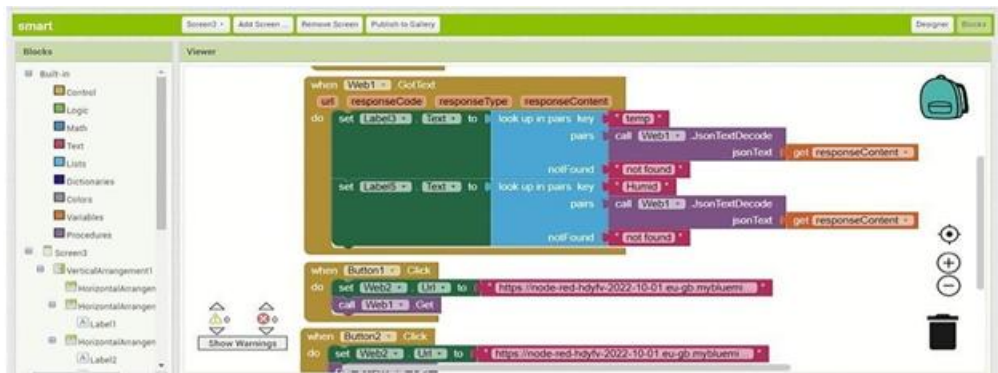 smart
Screen3 Add Screen ... Remove Screen Publish to Gallery
Designer Blocks
Blocks
Viewer
Built-in
Control
Logic
Math
Text
Lists
Dictionaries
Colors
Variables
Procedures
Screen3
VerticalArrangement1
HorizontalArrangen
HorizontalArrangen
Label1
HorizontalArrangen
Label2
when Web1 .GotText
url responseCode responseType responseContent
do set Label3 . Text to look up in pairs key " temp "
pairs call Web1 .JsonTextDecode
jsonText get responseContent
notFound " not found "
set Label5 . Text to look up in pairs key " Humid "
pairs call Web1 .JsonTextDecode
jsonText get responseContent
notFound " not found "
when Button1 .Click
do set Web2 . Url to " https://node-red-hdyfv-2022-10-01.eu-gb.mybluemi... "
call Web1 .Get
when Button2 .Click
do set Web2 . Url to " https://node-red-hdyfv-2022-10-01.eu-gb.mybluemi... "
0 0
Show Warnings